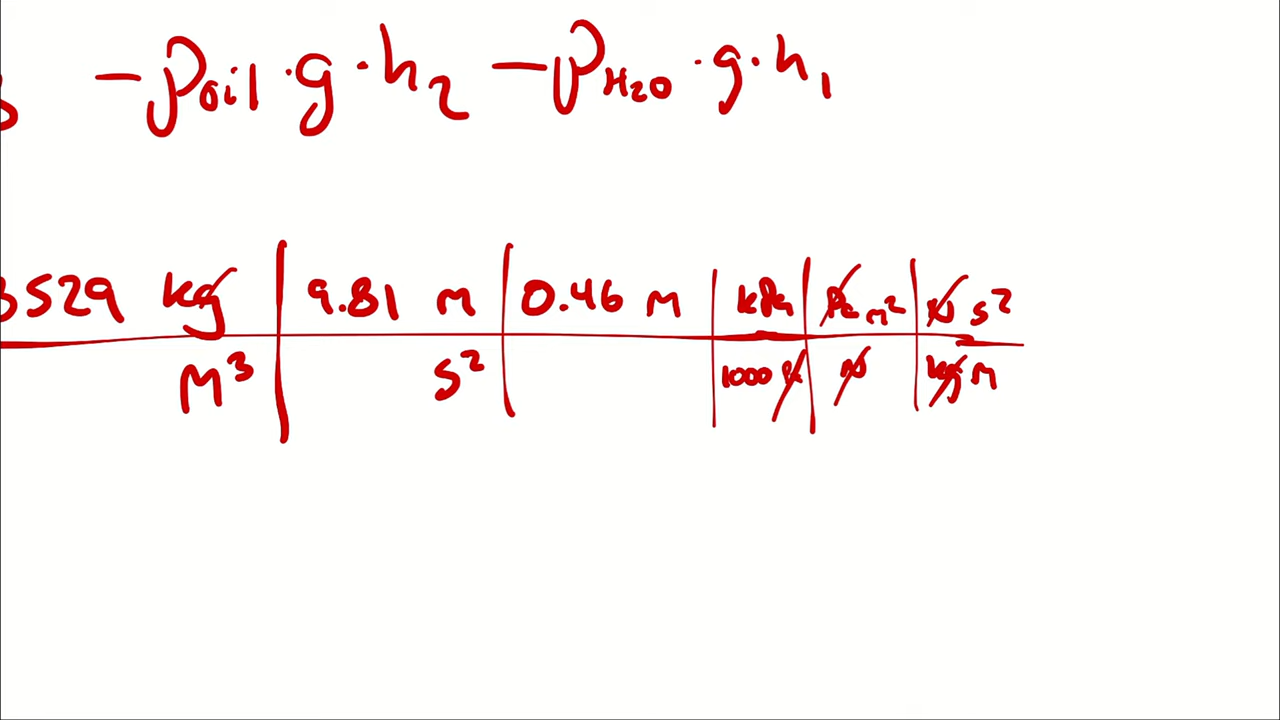 3 -ρoil · g · h₂ -ρH₂O · g · h₁
3529 kg | 9.81 m | 0.46 m | kPa | Pa m² | N s²
m³ | s² | | 1000 Pa | N | kg m